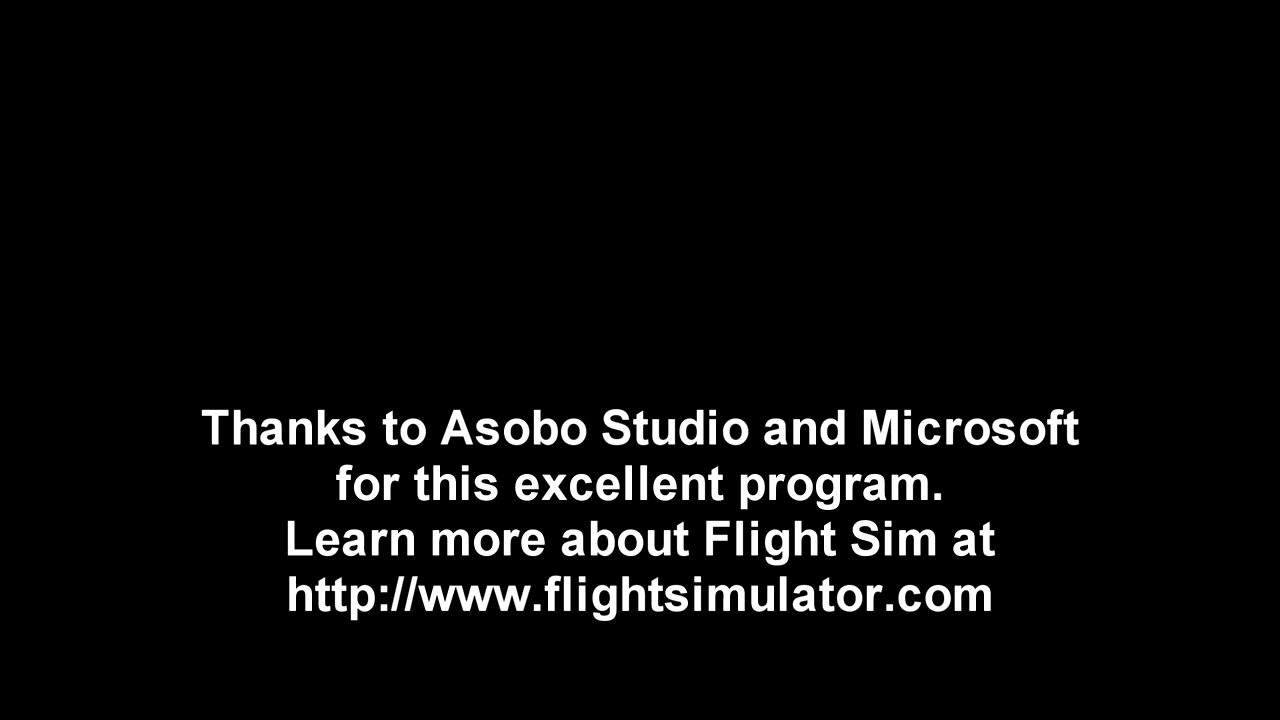 Thanks to Asobo Studio and Microsoft
for this excellent program.
Learn more about Flight Sim at
http://www.flightsimulator.com